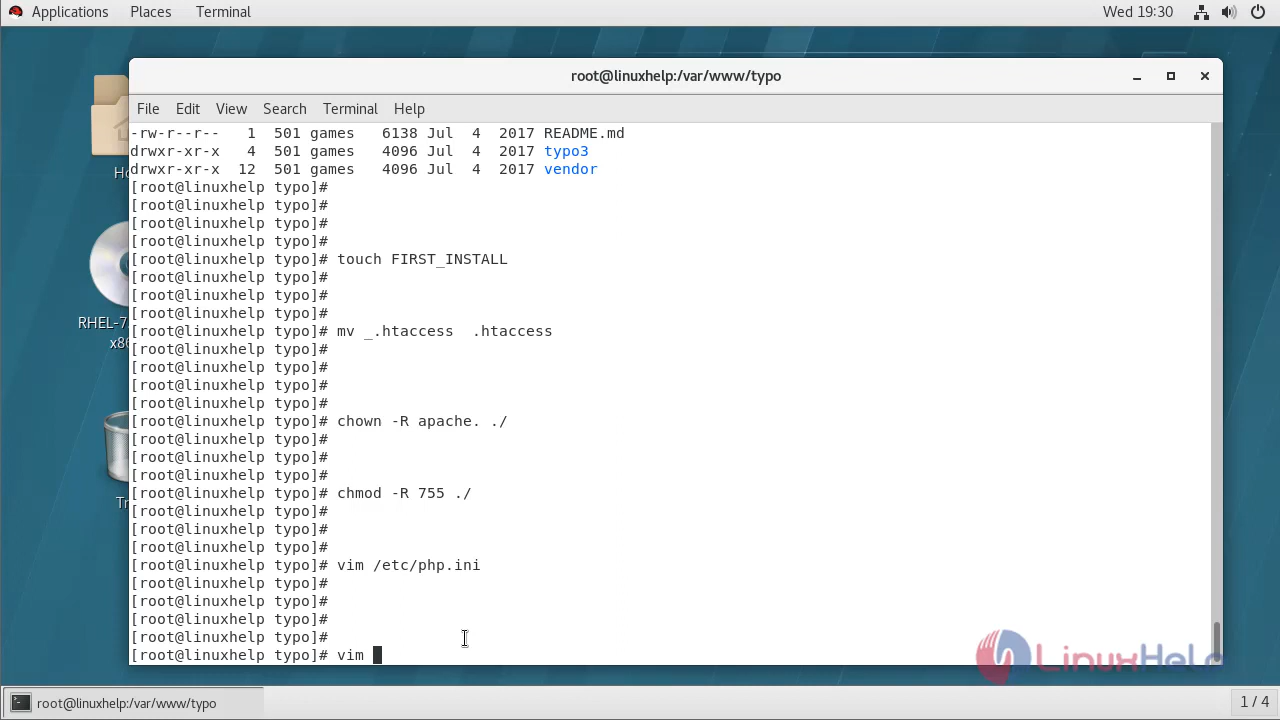 Applications Places Terminal Wed 19:30
root@linuxhelp:/var/www/typo
File Edit View Search Terminal Help
-rw-r--r--   1  501 games   6138 Jul  4  2017 README.md
drwxr-xr-x   4  501 games   4096 Jul  4  2017 typo3
drwxr-xr-x  12  501 games   4096 Jul  4  2017 vendor
[root@linuxhelp typo]#
[root@linuxhelp typo]#
[root@linuxhelp typo]#
[root@linuxhelp typo]#
[root@linuxhelp typo]# touch FIRST_INSTALL
[root@linuxhelp typo]#
[root@linuxhelp typo]#
[root@linuxhelp typo]#
[root@linuxhelp typo]# mv _.htaccess  .htaccess
[root@linuxhelp typo]#
[root@linuxhelp typo]#
[root@linuxhelp typo]#
[root@linuxhelp typo]#
[root@linuxhelp typo]# chown -R apache. ./
[root@linuxhelp typo]#
[root@linuxhelp typo]#
[root@linuxhelp typo]#
[root@linuxhelp typo]# chmod -R 755 ./
[root@linuxhelp typo]#
[root@linuxhelp typo]#
[root@linuxhelp typo]#
[root@linuxhelp typo]# vim /etc/php.ini
[root@linuxhelp typo]#
[root@linuxhelp typo]#
[root@linuxhelp typo]#
[root@linuxhelp typo]#
[root@linuxhelp typo]# vim
Ho
RHEL-7
x86
Tr
LinuxHelp
root@linuxhelp:/var/www/typo
1 / 4